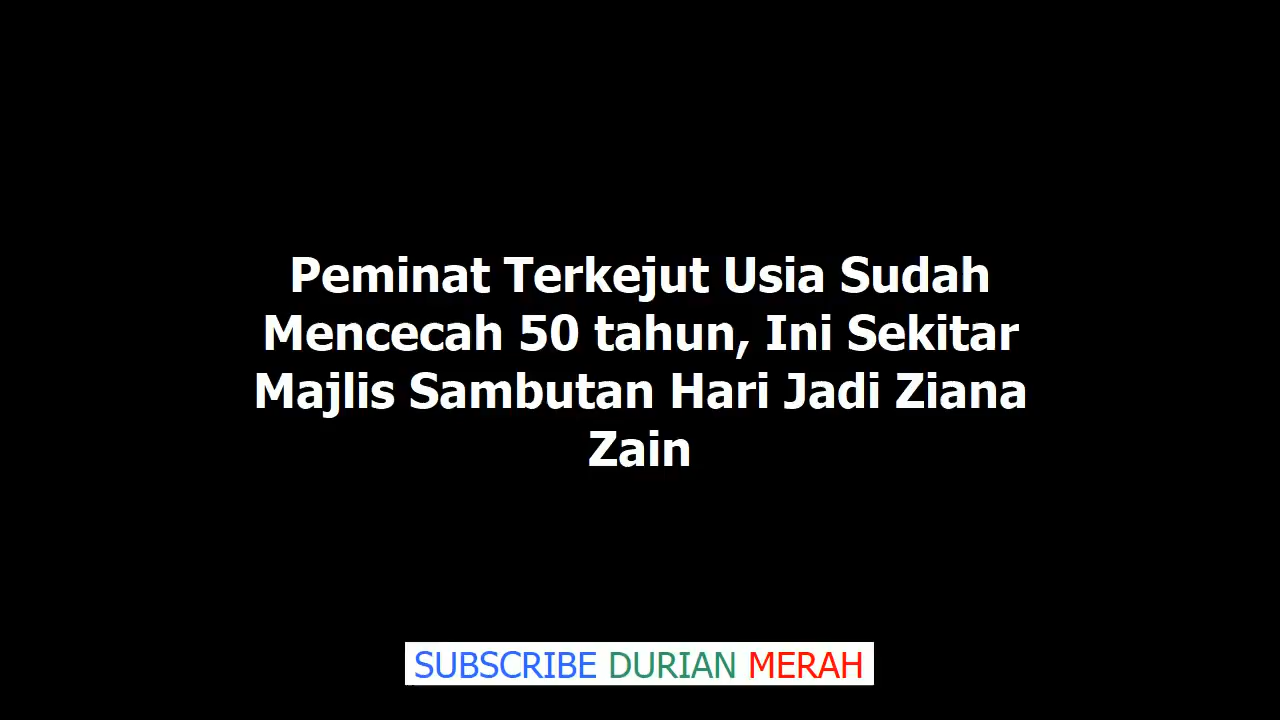 Peminat Terkejut Usia Sudah
Mencecah 50 tahun, Ini Sekitar
Majlis Sambutan Hari Jadi Ziana
Zain
SUBSCRIBE DURIAN MERAH